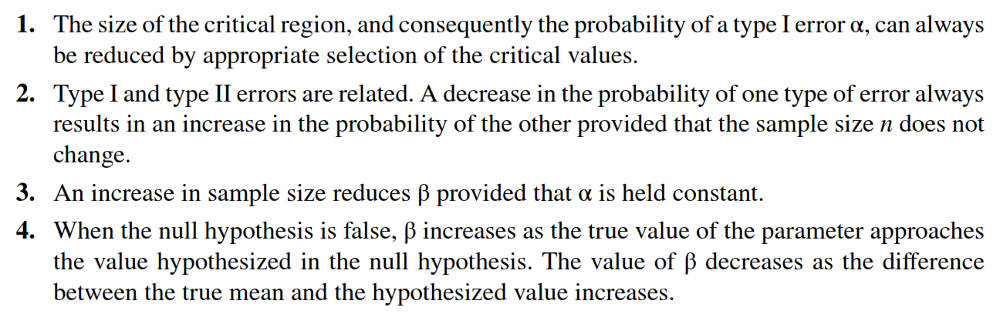 1. The size of the critical region, and consequently the probability of a type I error α, can always
be reduced by appropriate selection of the critical values.
2. Type I and type II errors are related. A decrease in the probability of one type of error always
results in an increase in the probability of the other provided that the sample size n does not
change.
3. An increase in sample size reduces β provided that α is held constant.
4. When the null hypothesis is false, β increases as the true value of the parameter approaches
the value hypothesized in the null hypothesis. The value of β decreases as the difference
between the true mean and the hypothesized value increases.